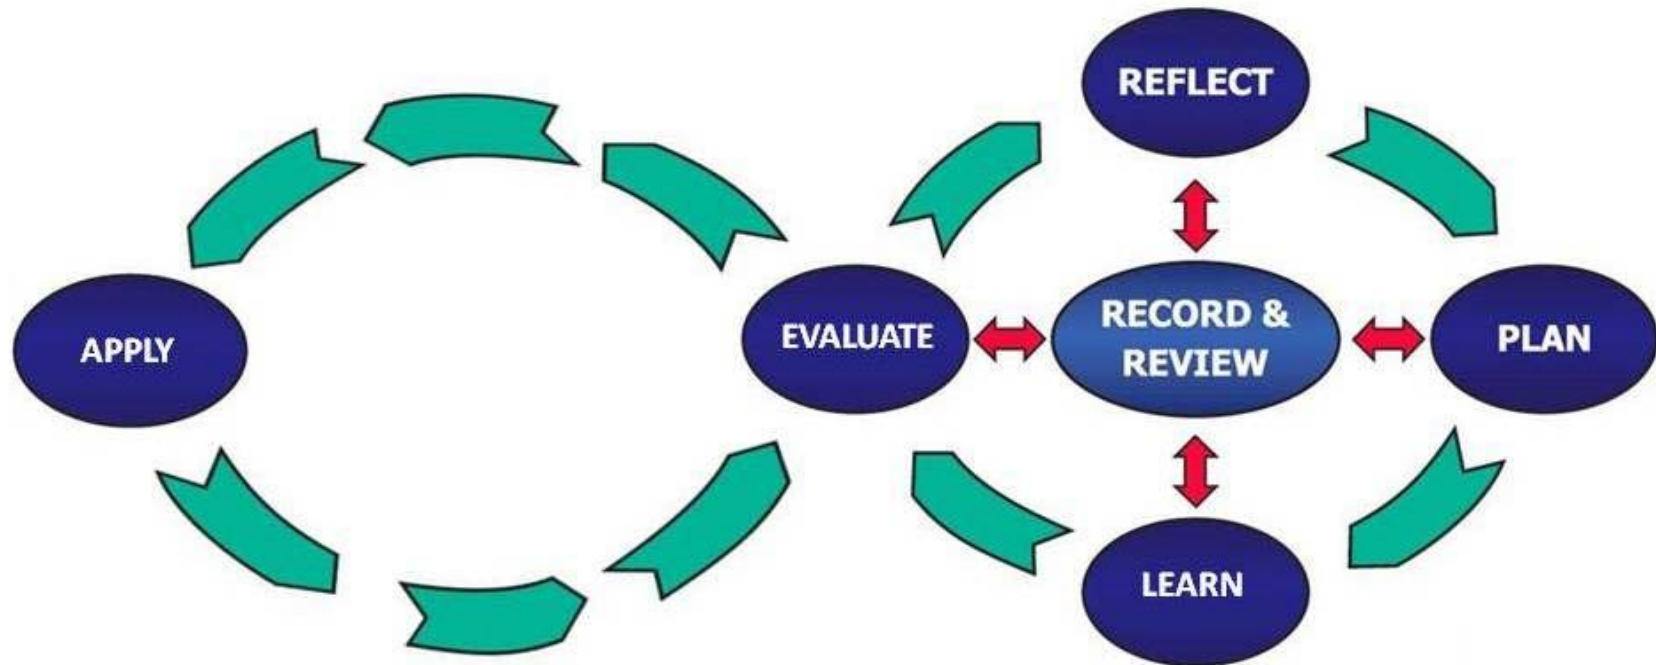 REFLECT
APPLY
EVALUATE
RECORD &
REVIEW
PLAN
LEARN